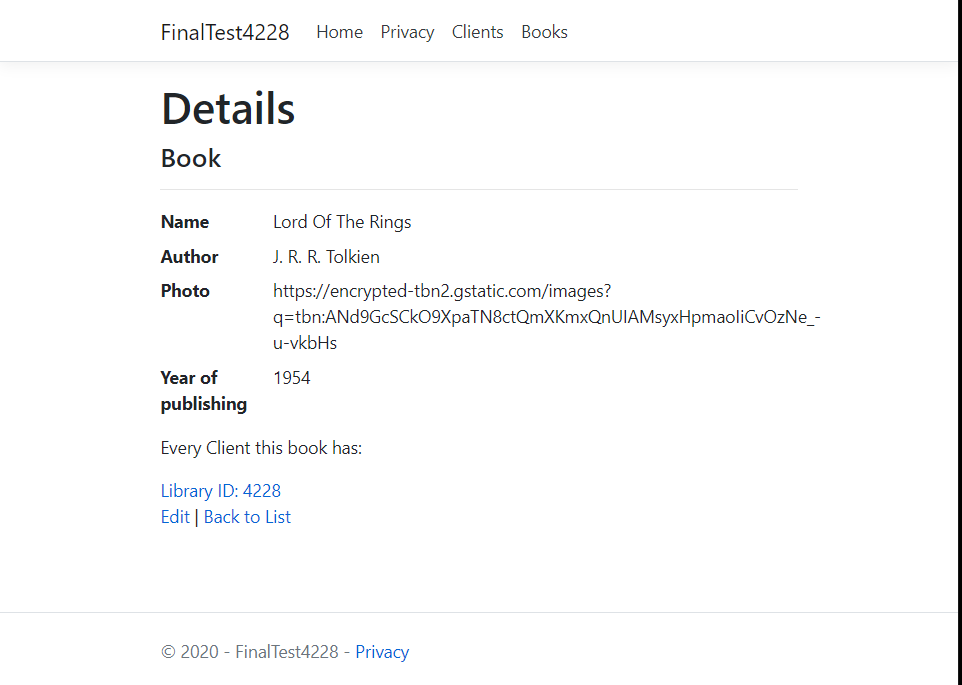 FinalTest4228 Home Privacy Clients Books
Details
Book
Name Lord Of The Rings
Author J. R. R. Tolkien
Photo https://encrypted-tbn2.gstatic.com/images?
q=tbn:ANd9GcSCkO9XpaTN8ctQmXKmxQnUIAMsyxHpmaoIiCvOzNe_-
u-vkbHs
Year of 1954
publishing
Every Client this book has:
Library ID: 4228
Edit | Back to List
© 2020 - FinalTest4228 - Privacy